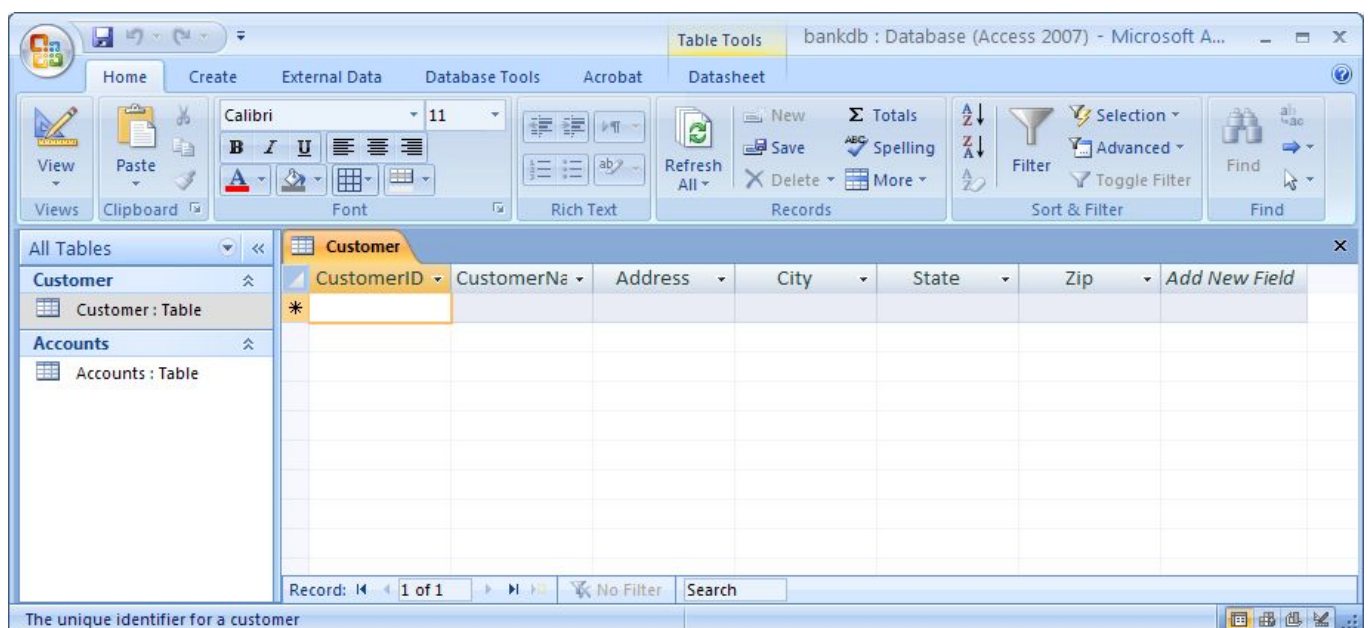 Table Tools bankdb : Database (Access 2007) - Microsoft A...
Home Create External Data Database Tools Acrobat Datasheet
View
Views
Paste
Clipboard
Calibri 11
B I U
A
Font
Rich Text
Refresh All
New
Save
Delete
Totals
Spelling
More
Records
Filter
Selection
Advanced
Toggle Filter
Sort & Filter
Find
Find
All Tables
Customer
Customer : Table
Accounts
Accounts : Table
Customer
CustomerID CustomerNa Address City State Zip Add New Field
Record: 1 of 1 No Filter Search
The unique identifier for a customer